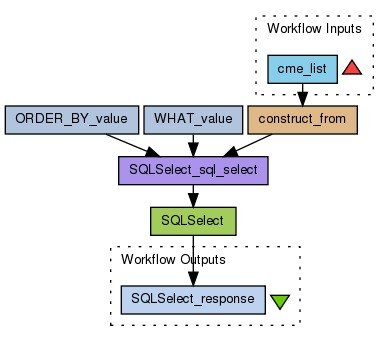 Workflow Inputs
cme_list
ORDER_BY_value
WHAT_value
construct_from
SQLSelect_sql_select
SQLSelect
Workflow Outputs
SQLSelect_response